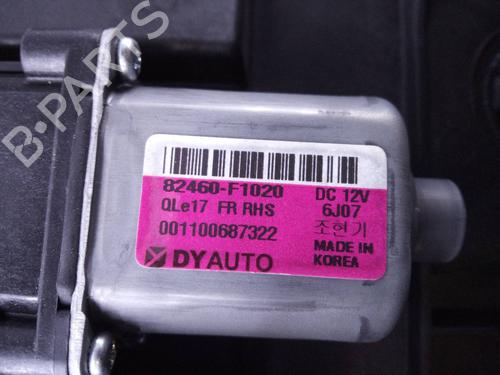 B-PARTS
82460-F1020 DC 12V
QLe17 FR RHS 6J07
001100687322 조현기
DYAUTO MADE IN
KOREA